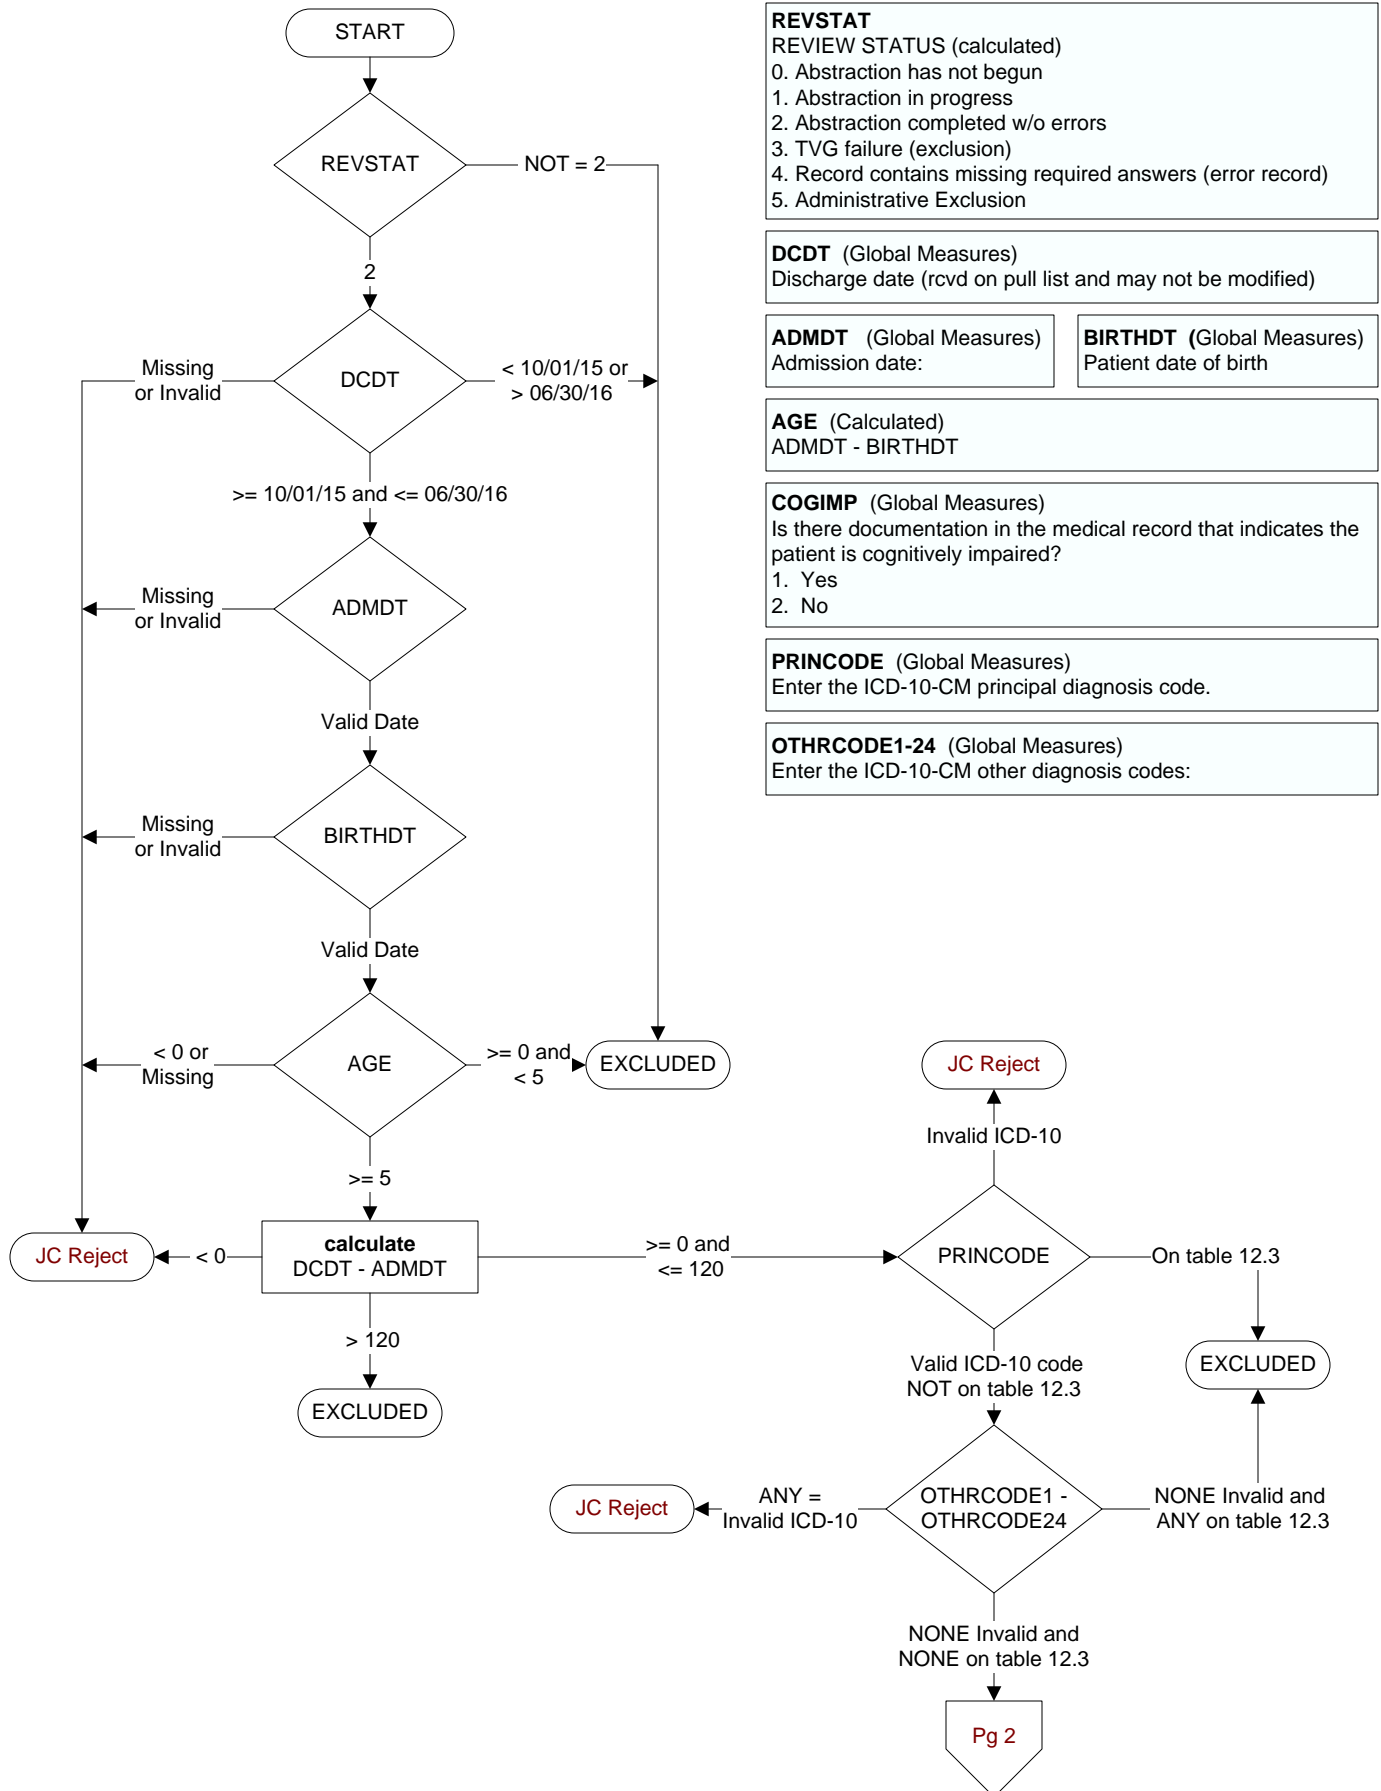 START
REVSTAT
NOT = 2
2
Missing
or Invalid
DCDT
< 10/01/15 or
> 06/30/16
>= 10/01/15 and <= 06/30/16
Missing
or Invalid
ADMDT
Valid Date
Missing
or Invalid
BIRTHDT
Valid Date
< 0 or
Missing
AGE
>= 0 and
< 5
EXCLUDED
>= 5
JC Reject
< 0
calculate
DCDT - ADMDT
>= 0 and
<= 120
> 120
EXCLUDED
JC Reject
Invalid ICD-10
PRINCODE
On table 12.3
Valid ICD-10 code
NOT on table 12.3
EXCLUDED
JC Reject
ANY =
Invalid ICD-10
OTHRCODE1 -
OTHRCODE24
NONE Invalid and
ANY on table 12.3
NONE Invalid and
NONE on table 12.3
Pg 2
REVSTAT
REVIEW STATUS (calculated)
0. Abstraction has not begun
1. Abstraction in progress
2. Abstraction completed w/o errors
3. TVG failure (exclusion)
4. Record contains missing required answers (error record)
5. Administrative Exclusion
DCDT (Global Measures)
Discharge date (rcvd on pull list and may not be modified)
ADMDT (Global Measures)
Admission date:
BIRTHDT (Global Measures)
Patient date of birth
AGE (Calculated)
ADMDT - BIRTHDT
COGIMP (Global Measures)
Is there documentation in the medical record that indicates the
patient is cognitively impaired?
1. Yes
2. No
PRINCODE (Global Measures)
Enter the ICD-10-CM principal diagnosis code.
OTHRCODE1-24 (Global Measures)
Enter the ICD-10-CM other diagnosis codes: